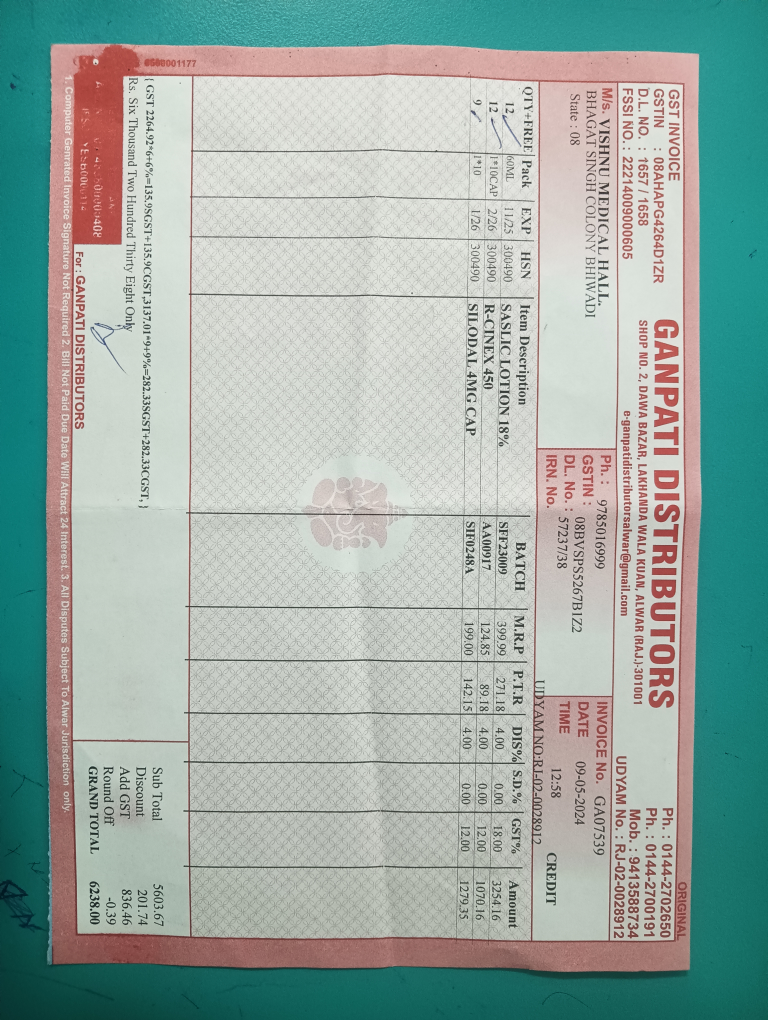 ORIGINAL
GST INVOICE
GSTIN : 08AHAPG4264D1ZR
D.L. No. : 1657 / 1658
FSSI NO. : 22214009000605
GANPATI DISTRIBUTORS
SHOP NO. 2, DAWA BAZAR, LAKHANDA WALA KUAN, ALWAR (RAJ.)-301001
e-ganpatidistributorsalwar@gmail.com
Ph. : 0144-2702650
Ph. : 0144-2700191
Mob. : 9413588734
UDYAM No. : RJ-02-0028912
M/s. VISHNU MEDICAL HALL.
BHAGAT SINGH COLONY BHIWADI
State : 08
Ph. : 9785016999
GSTIN : 08BVSPS5267B1Z2
DL. No. : 57237/38
IRN. No.
INVOICE No. GA07539
DATE 09-05-2024
TIME 12:58
CREDIT
UDYAM.NO:RJ-02-0028912
QTY+FREE Pack EXP HSN Item Description BATCH M.R.P P.T.R DIS% S.D.% GST% Amount
12 60ML 11/25 300490 SASLIC LOTION 18% SFF23009 399.99 271.18 4.00 0.00 18.00 3254.16
12 1*10CAP 2/26 300490 R-CINEX 450 AA00917 124.85 89.18 4.00 0.00 12.00 1070.16
9 1*10 1/26 300490 SILODAL 4MG CAP SIF0248A 199.00 142.15 4.00 0.00 12.00 1279.35
6500001177
{ GST 2264.92*6+6%=135.9SGST+135.9CGST,3137.01*9+9%=282.33SGST+282.33CGST, }
Rs. Six Thousand Two Hundred Thirty Eight Only
Sub Total 5603.67
Discount 201.74
Add GST 836.46
Round Off -0.39
GRAND TOTAL 6238.00
For : GANPATI DISTRIBUTORS
1. Computer Genrated Invoice Signature Not Required 2. Bill Not Paid Due Date Will Attract 24 Interest. 3. All Disputes Subject To Alwar Jurisdiction only.